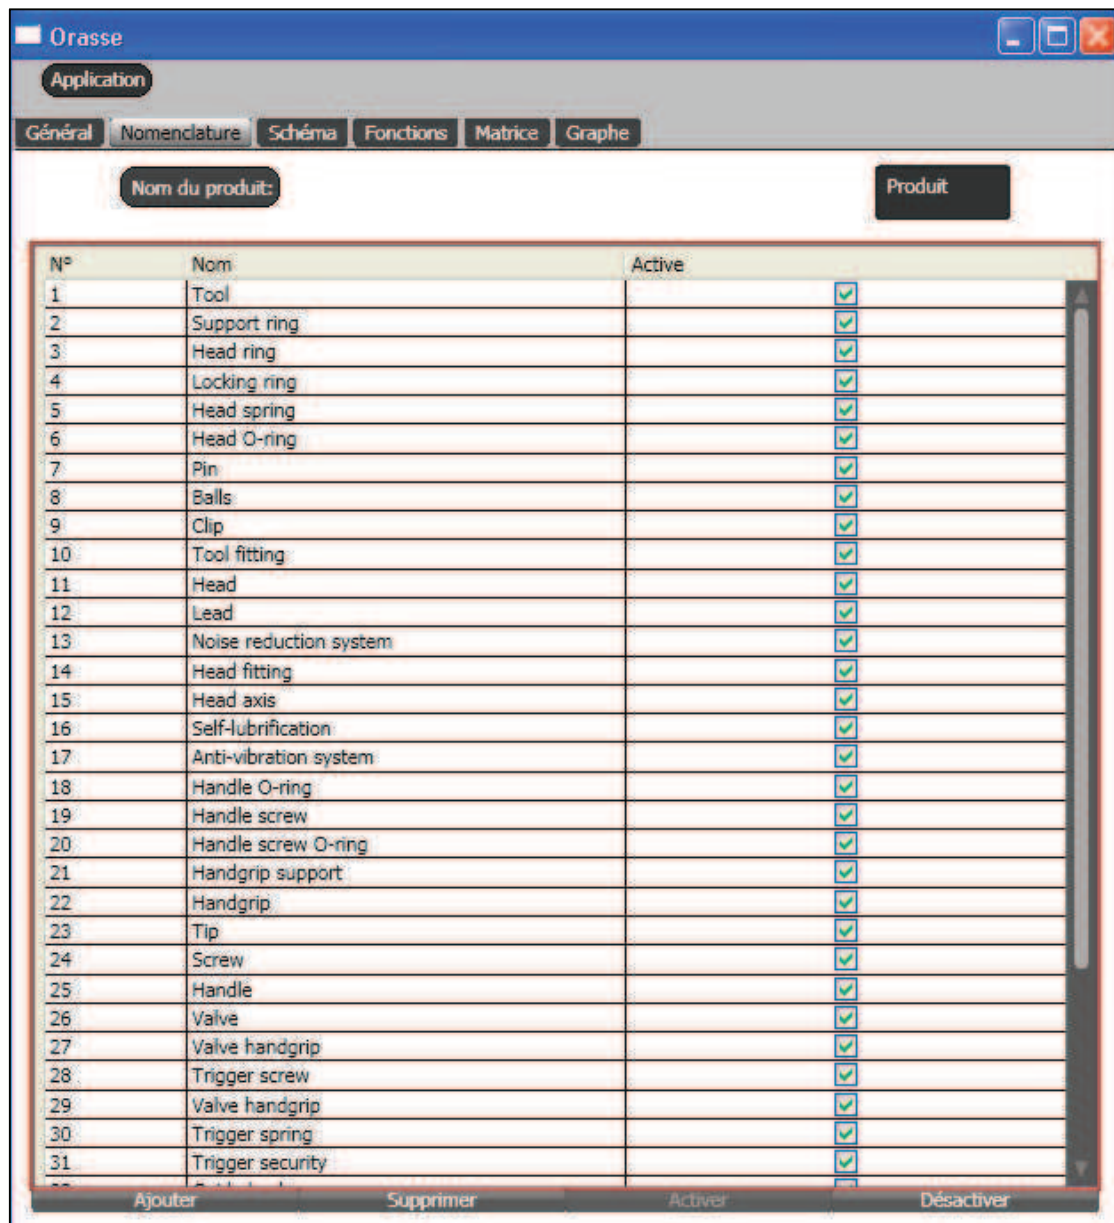 Orasse
Application
Général Nomenclature Schéma Fonctions Matrice Graphe
Nom du produit: Produit
N° Nom Active
1 Tool
2 Support ring
3 Head ring
4 Locking ring
5 Head spring
6 Head O-ring
7 Pin
8 Balls
9 Clip
10 Tool fitting
11 Head
12 Lead
13 Noise reduction system
14 Head fitting
15 Head axis
16 Self-lubrification
17 Anti-vibration system
18 Handle O-ring
19 Handle screw
20 Handle screw O-ring
21 Handgrip support
22 Handgrip
23 Tip
24 Screw
25 Handle
26 Valve
27 Valve handgrip
28 Trigger screw
29 Valve handgrip
30 Trigger spring
31 Trigger security
Ajouter Supprimer Activer Désactiver